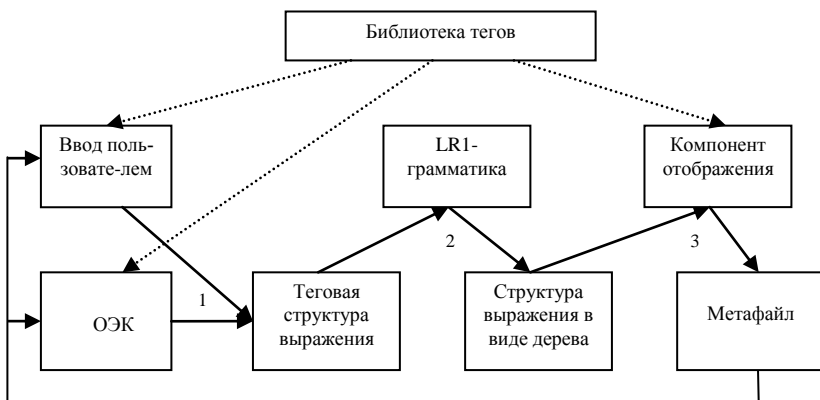 Библиотека тегов
Ввод поль-
зовате-лем
LR1-
грамматика
Компонент
отображения
2
3
1
ОЭК
Теговая
структура
выражения
Структура
выражения в
виде дерева
Метафайл